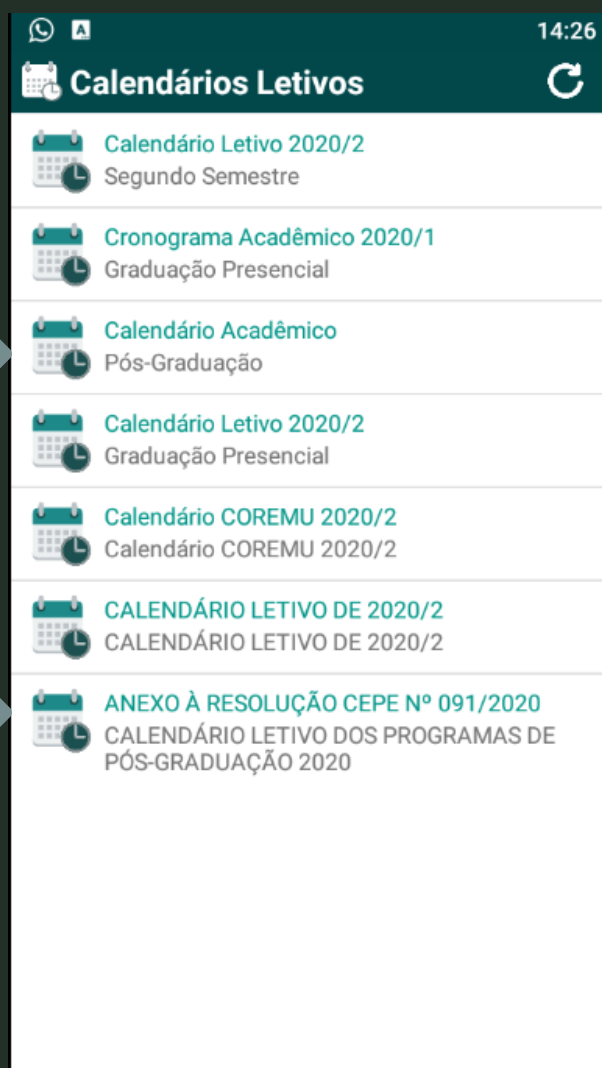 14:26
Calendários Letivos
Calendário Letivo 2020/2
Segundo Semestre
Cronograma Acadêmico 2020/1
Graduação Presencial
Calendário Acadêmico
Pós-Graduação
Calendário Letivo 2020/2
Graduação Presencial
Calendário COREMU 2020/2
Calendário COREMU 2020/2
CALENDÁRIO LETIVO DE 2020/2
CALENDÁRIO LETIVO DE 2020/2
ANEXO À RESOLUÇÃO CEPE Nº 091/2020
CALENDÁRIO LETIVO DOS PROGRAMAS DE
PÓS-GRADUAÇÃO 2020